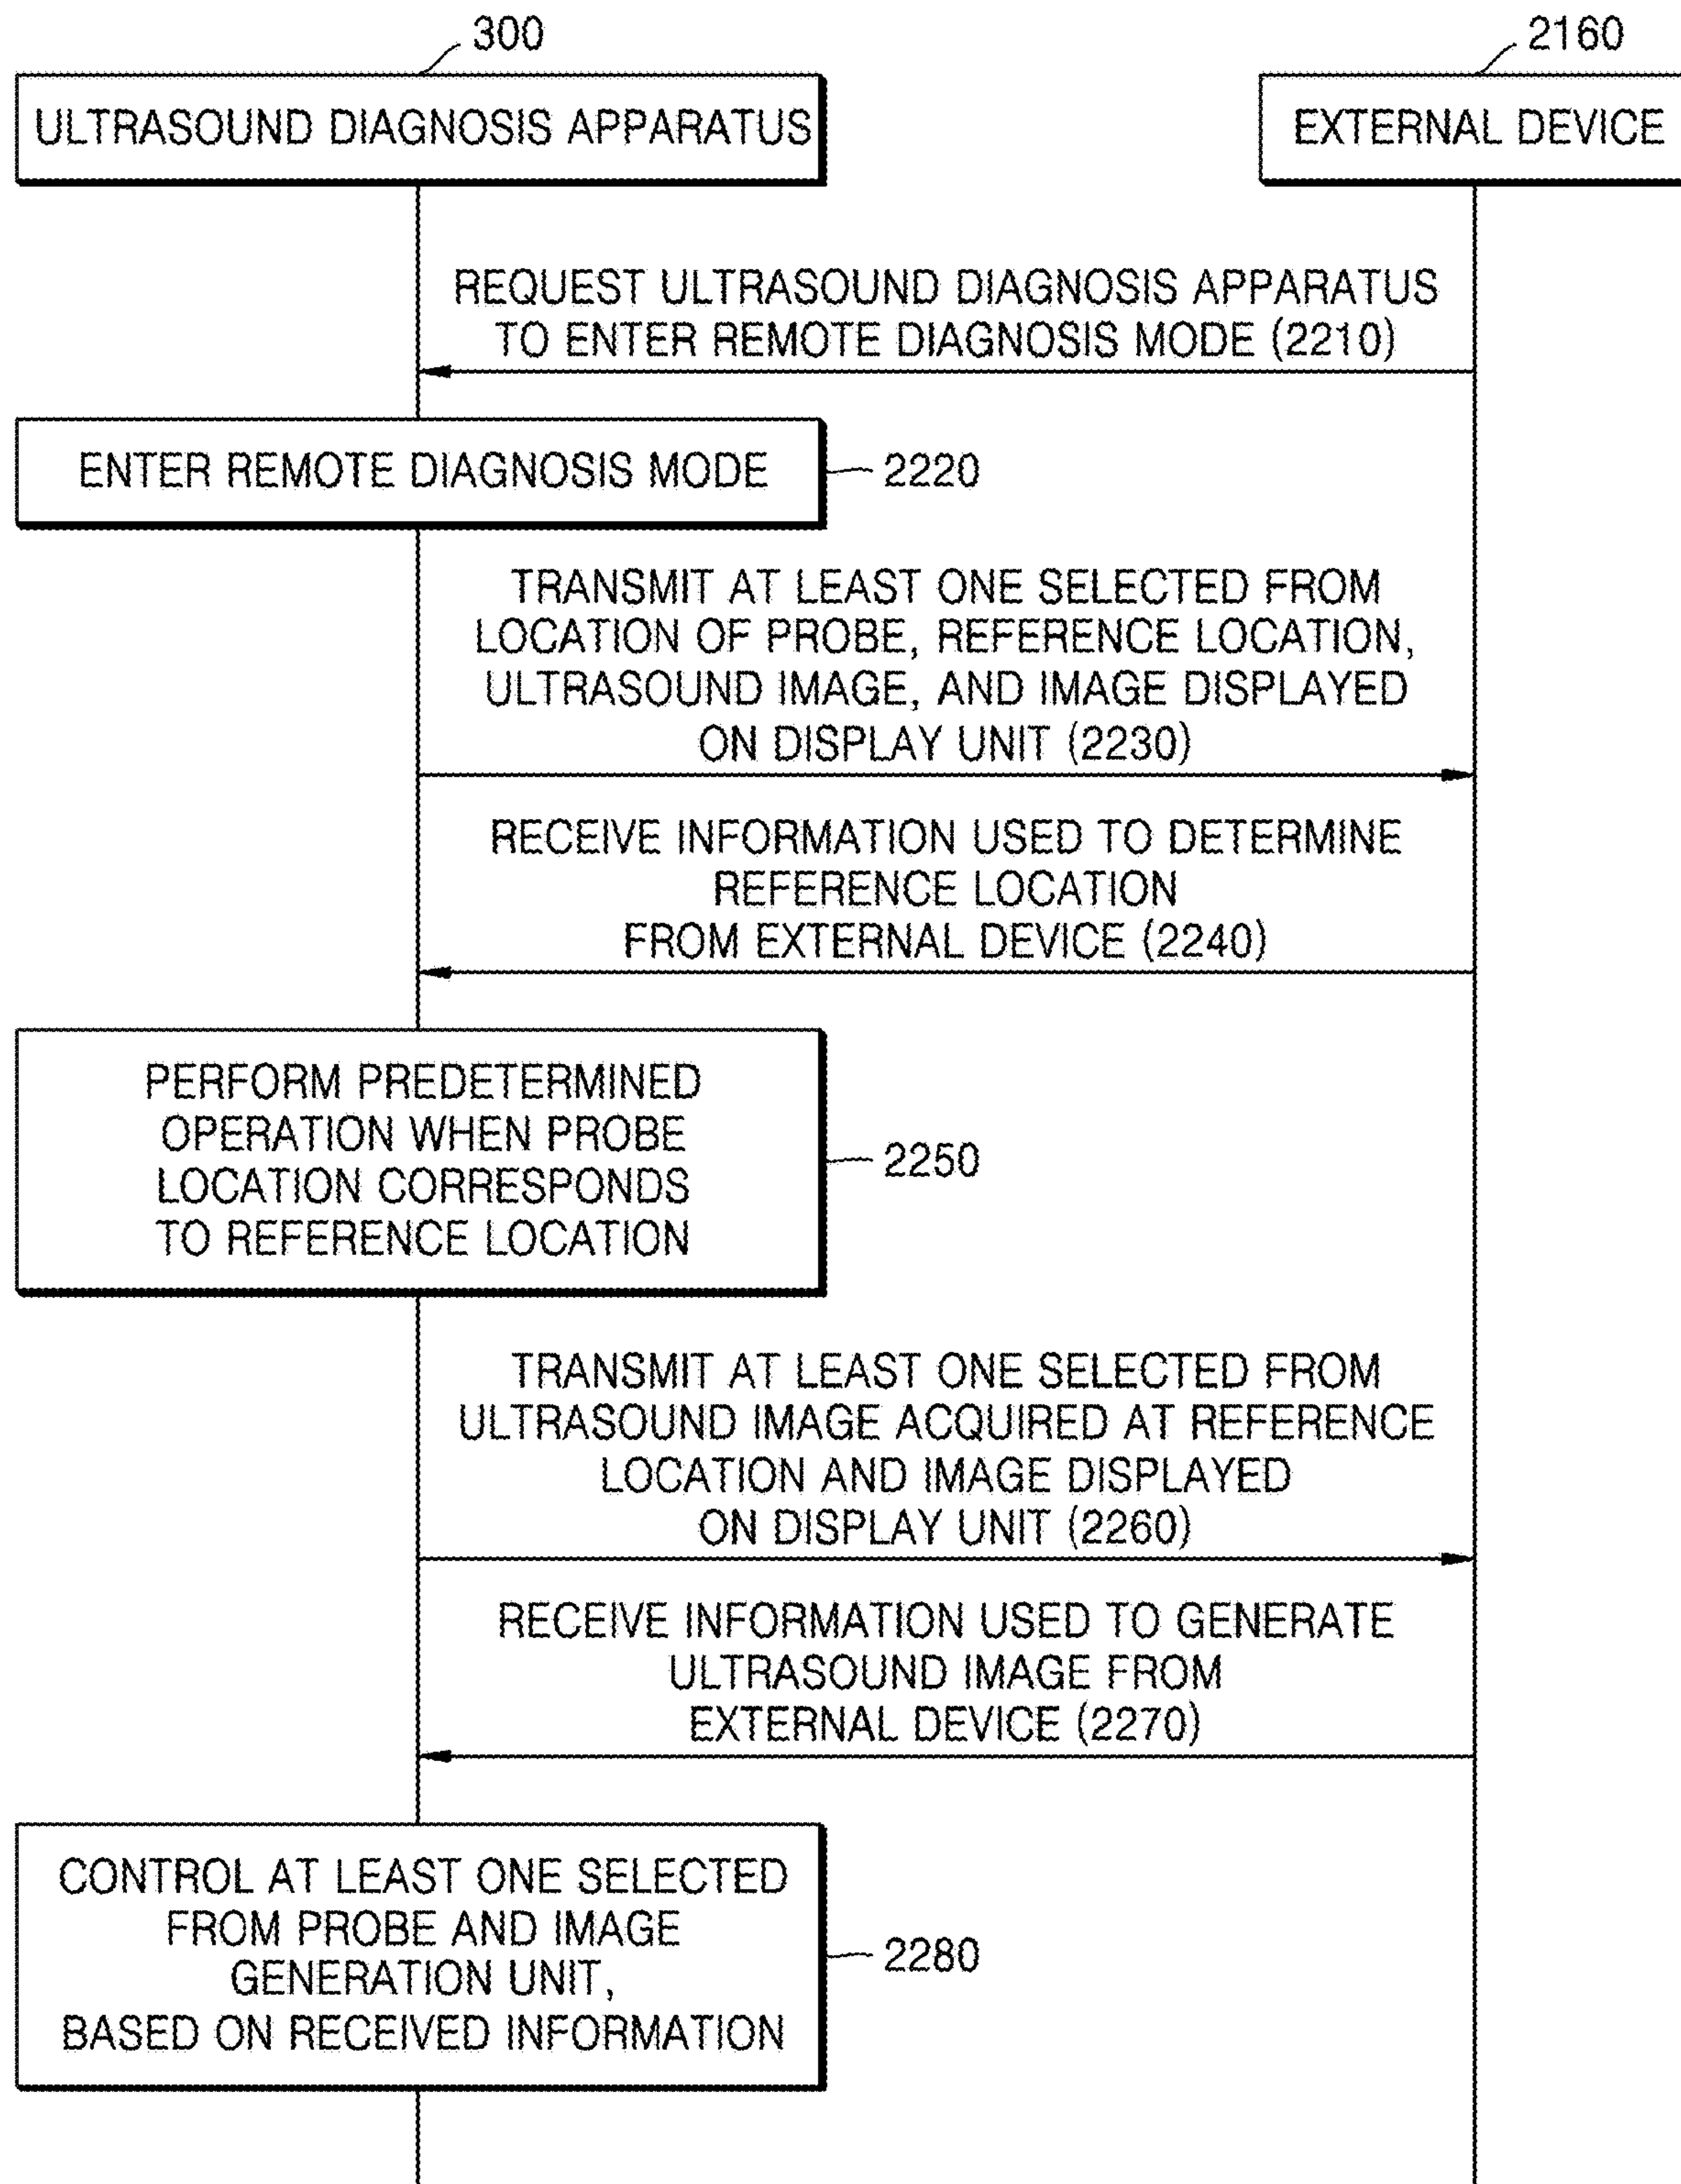 300
2160
ULTRASOUND DIAGNOSIS APPARATUS
EXTERNAL DEVICE
REQUEST ULTRASOUND DIAGNOSIS APPARATUS
TO ENTER REMOTE DIAGNOSIS MODE (2210)
ENTER REMOTE DIAGNOSIS MODE
2220
TRANSMIT AT LEAST ONE SELECTED FROM
LOCATION OF PROBE, REFERENCE LOCATION,
ULTRASOUND IMAGE, AND IMAGE DISPLAYED
ON DISPLAY UNIT (2230)
RECEIVE INFORMATION USED TO DETERMINE
REFERENCE LOCATION
FROM EXTERNAL DEVICE (2240)
PERFORM PREDETERMINED
OPERATION WHEN PROBE
LOCATION CORRESPONDS
TO REFERENCE LOCATION
2250
TRANSMIT AT LEAST ONE SELECTED FROM
ULTRASOUND IMAGE ACQUIRED AT REFERENCE
LOCATION AND IMAGE DISPLAYED
ON DISPLAY UNIT (2260)
RECEIVE INFORMATION USED TO GENERATE
ULTRASOUND IMAGE FROM
EXTERNAL DEVICE (2270)
CONTROL AT LEAST ONE SELECTED
FROM PROBE AND IMAGE
GENERATION UNIT,
BASED ON RECEIVED INFORMATION
2280